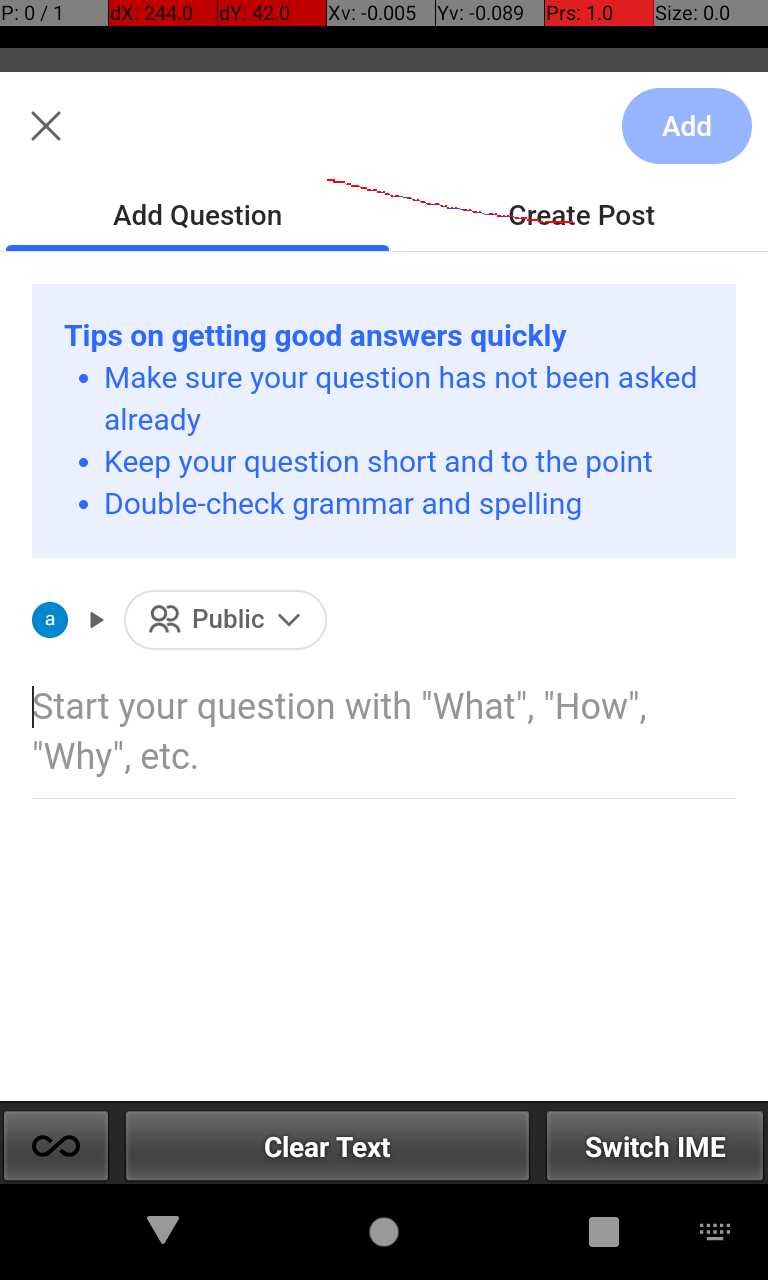 P: 0 / 1 dX: 244.0 dY: 42.0 Xv: -0.005 Yv: -0.089 Prs: 1.0 Size: 0.0
Add
Add Question Create Post
Tips on getting good answers quickly
• Make sure your question has not been asked
already
• Keep your question short and to the point
• Double-check grammar and spelling
a Public
Start your question with "What", "How",
"Why", etc.
Clear Text Switch IME